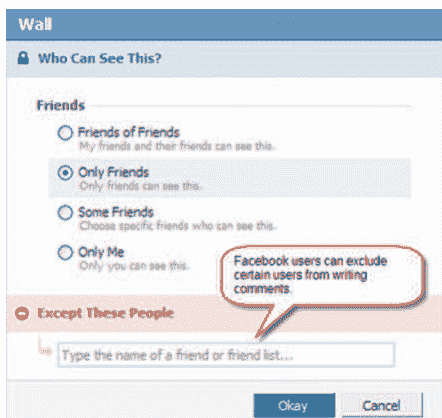 Wall
Who Can See This?
Friends
Friends of Friends
My friends and their friends can see this.
Only Friends
Only friends can see this.
Some Friends
Choose specific friends who can see this.
Only Me
Only you can see this.
Facebook users can exclude
certain users from writing
comments.
Except These People
Type the name of a friend or friend list...
Okay
Cancel